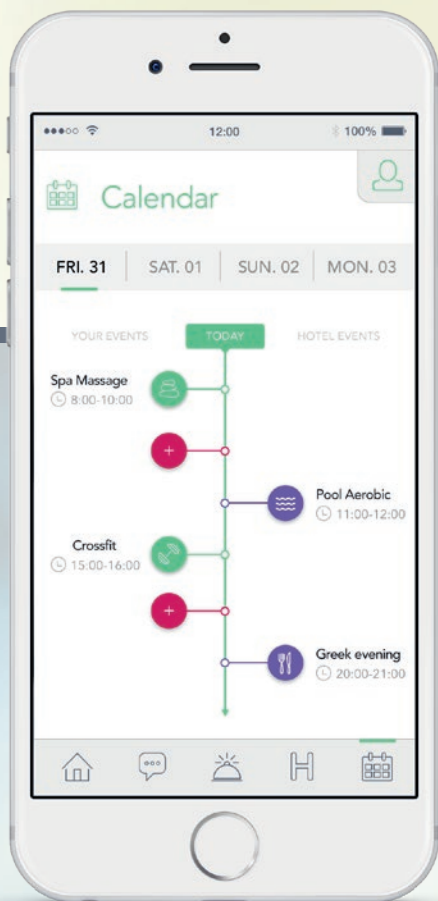 12:00
100%
Calendar
FRI. 31
SAT. 01
SUN. 02
MON. 03
YOUR EVENTS
TODAY
HOTEL EVENTS
Spa Massage
8:00-10:00
+
Pool Aerobic
11:00-12:00
Crossfit
15:00-16:00
+
Greek evening
20:00-21:00
H